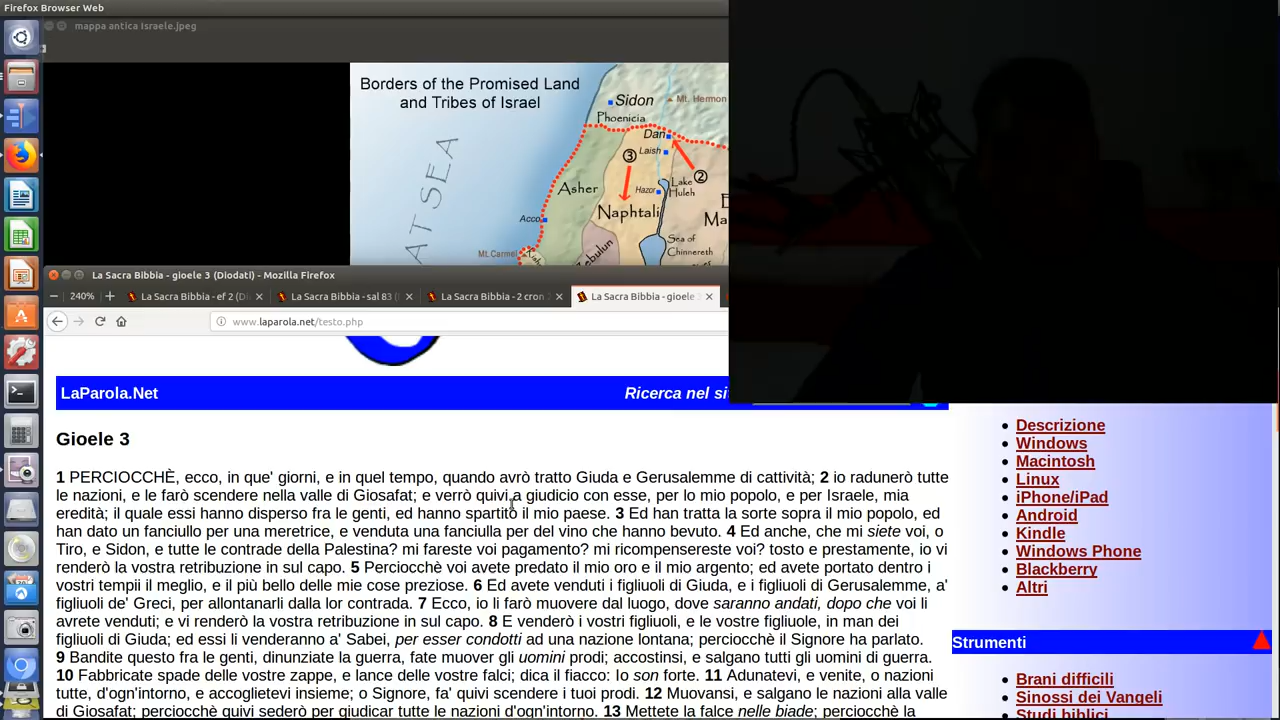 Firefox Browser Web
mappa antica Israele.jpeg
Borders of the Promised Land
and Tribes of Israel
Sidon
Mt. Hermon
Phoenicia
Dan
Laish
③
②
Asher
Hazor
Lake
Huleh
Naphtali
Acco
Ma
ATSEA
Sea of
Chinnereth
Mt. Carmel
Zebulun
La Sacra Bibbia - gioele 3 (Diodati) - Mozilla Firefox
240%
La Sacra Bibbia - ef 2 (Di
La Sacra Bibbia - sal 83 (
La Sacra Bibbia - 2 cron
La Sacra Bibbia - gioele
www.laparola.net/testo.php
LaParola.Net
Ricerca nel si
Gioele 3
1 PERCIOCCHÈ, ecco, in que' giorni, e in quel tempo, quando avrò tratto Giuda e Gerusalemme di cattività; 2 io radunerò tutte
le nazioni, e le farò scendere nella valle di Giosafat; e verrò quivi a giudicio con esse, per lo mio popolo, e per Israele, mia
eredità; il quale essi hanno disperso fra le genti, ed hanno spartito il mio paese. 3 Ed han tratta la sorte sopra il mio popolo, ed
han dato un fanciullo per una meretrice, e venduta una fanciulla per del vino che hanno bevuto. 4 Ed anche, che mi siete voi, o
Tiro, e Sidon, e tutte le contrade della Palestina? mi fareste voi pagamento? mi ricompensereste voi? tosto e prestamente, io vi
renderò la vostra retribuzione in sul capo. 5 Perciocchè voi avete predato il mio oro e il mio argento; ed avete portato dentro i
vostri tempii il meglio, e il più bello delle mie cose preziose. 6 Ed avete venduti i figliuoli di Giuda, e i figliuoli di Gerusalemme, a'
figliuoli de' Greci, per allontanarli dalla lor contrada. 7 Ecco, io li farò muovere dal luogo, dove saranno andati, dopo che voi li
avrete venduti; e vi renderò la vostra retribuzione in sul capo. 8 E venderò i vostri figliuoli, e le vostre figliuole, in man dei
figliuoli di Giuda; ed essi li venderanno a' Sabei, per esser condotti ad una nazione lontana; perciocchè il Signore ha parlato.
9 Bandite questo fra le genti, dinunziate la guerra, fate muover gli uomini prodi; accostinsi, e salgano tutti gli uomini di guerra.
10 Fabbricate spade delle vostre zappe, e lance delle vostre falci; dica il fiacco: Io son forte. 11 Adunatevi, e venite, o nazioni
tutte, d'ogn'intorno, e accoglietevi insieme; o Signore, fa' quivi scendere i tuoi prodi. 12 Muovansi, e salgano le nazioni alla valle
di Giosafat; perciocchè quivi sederò per giudicar tutte le nazioni d'ogn'intorno. 13 Mettete la falce nelle biade; perciocchè la
Descrizione
Windows
Macintosh
Linux
iPhone/iPad
Android
Kindle
Windows Phone
Blackberry
Altri
Strumenti
Brani difficili
Sinossi dei Vangeli
Studi biblici